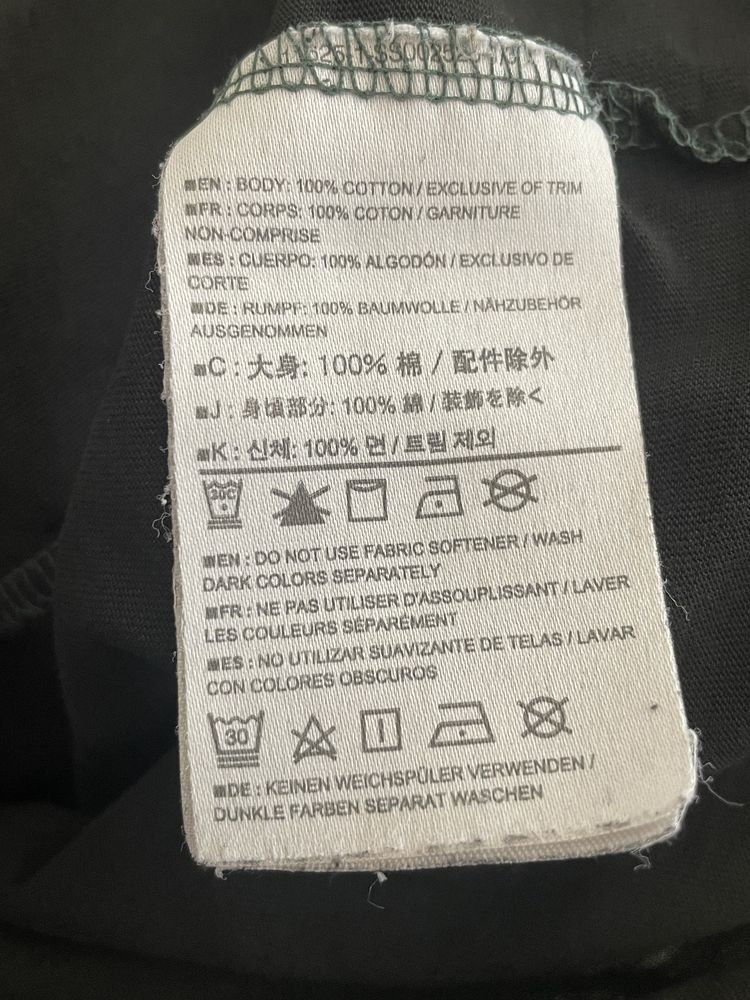 EN : BODY: 100% COTTON / EXCLUSIVE OF TRIM
FR : CORPS: 100% COTON / GARNITURE
NON-COMPRISE
ES : CUERPO: 100% ALGODÓN / EXCLUSIVO DE
CORTE
DE : RUMPF: 100% BAUMWOLLE / NÄHZUBEHÖR
AUSGENOMMEN
C : 大身: 100% 棉 / 配件除外
J : 身頃部分: 100% 綿 / 装飾を除く
K : 신체: 100% 면 / 트림 제외
30C
EN : DO NOT USE FABRIC SOFTENER / WASH
DARK COLORS SEPARATELY
FR : NE PAS UTILISER D'ASSOUPLISSANT / LAVER
LES COULEURS SÉPARÉMENT
ES : NO UTILIZAR SUAVIZANTE DE TELAS / LAVAR
CON COLORES OBSCUROS
30
DE : KEINEN WEICHSPÜLER VERWENDEN /
DUNKLE FARBEN SEPARAT WASCHEN